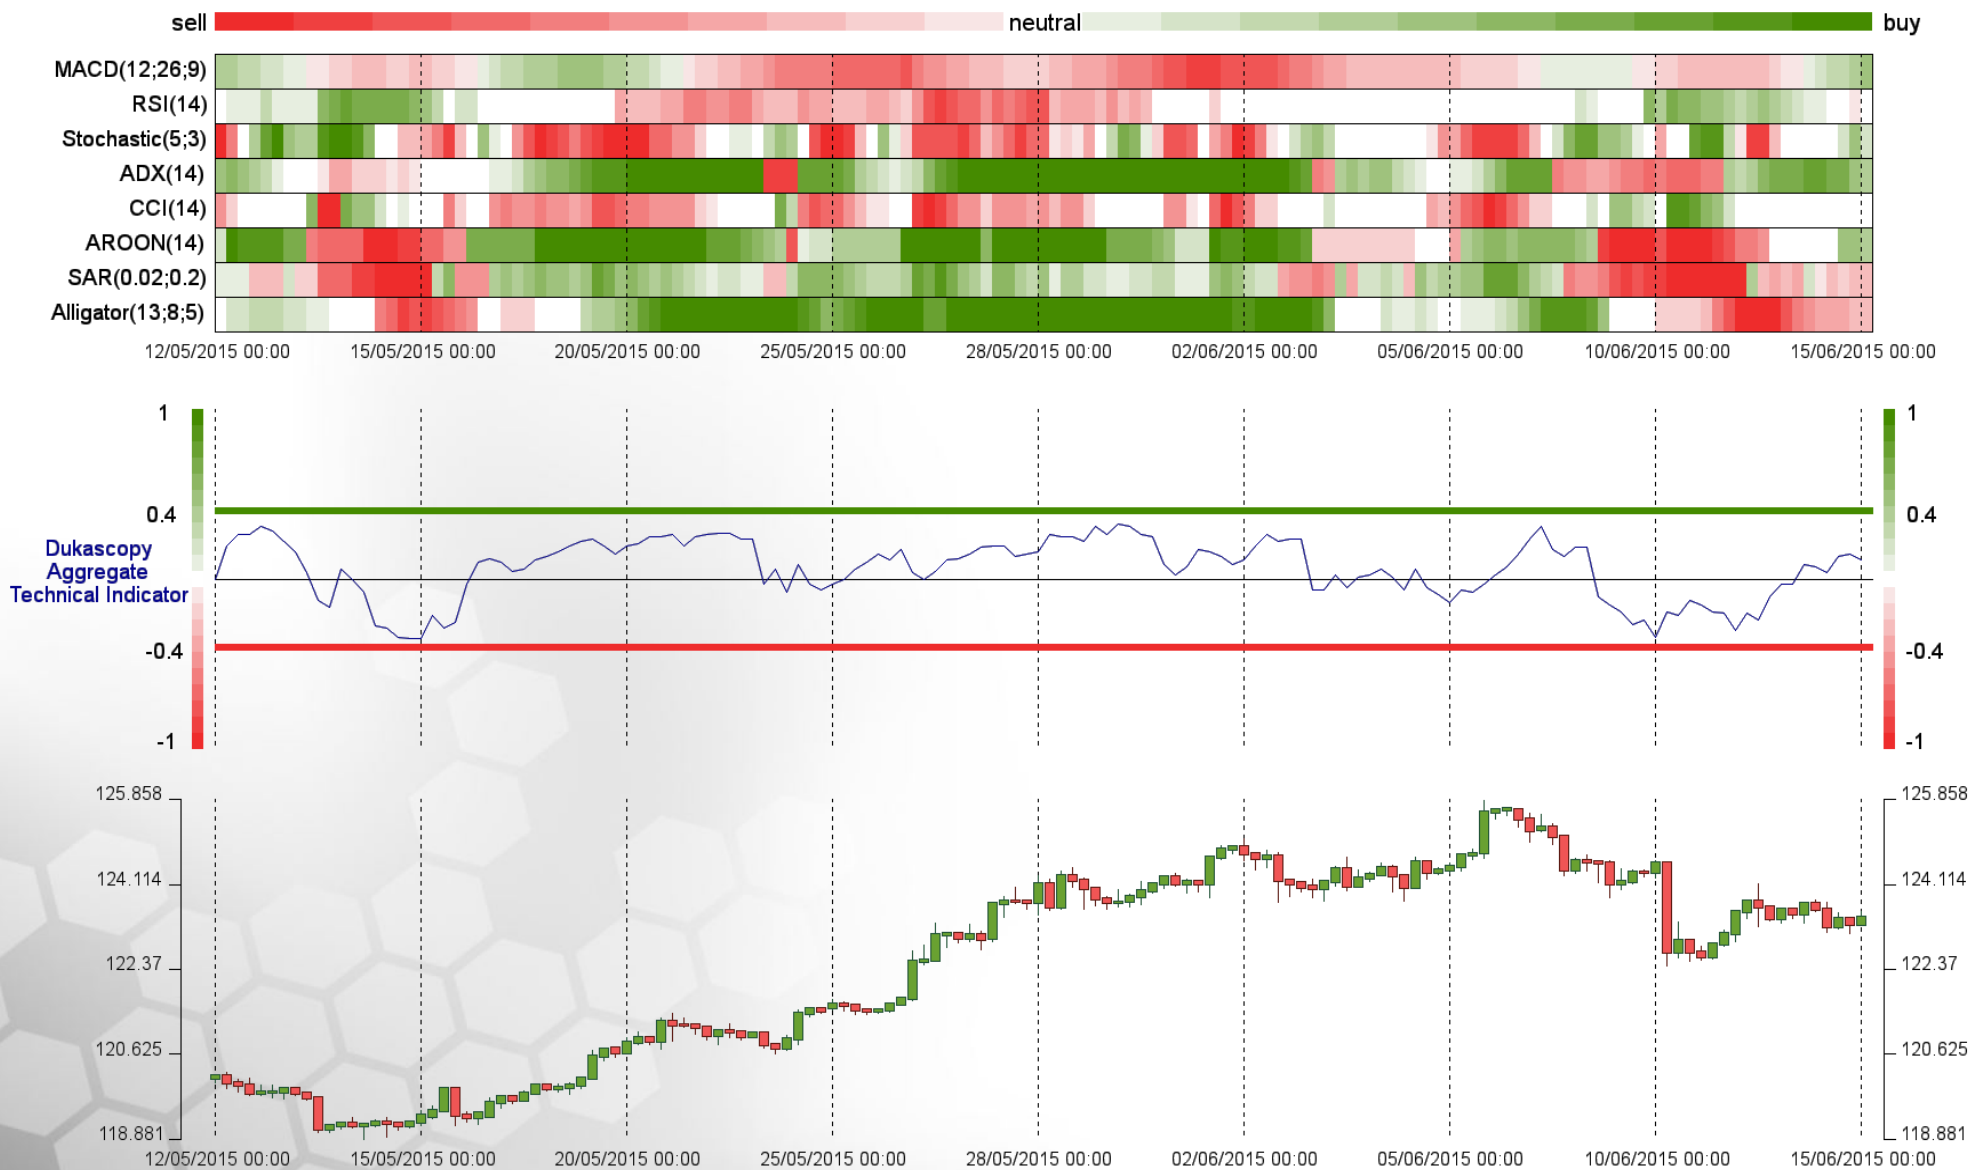 sell neutral buy
MACD(12;26;9)
RSI(14)
Stochastic(5;3)
ADX(14)
CCI(14)
AROON(14)
SAR(0.02;0.2)
Alligator(13;8;5)
12/05/2015 00:00 15/05/2015 00:00 20/05/2015 00:00 25/05/2015 00:00 28/05/2015 00:00 02/06/2015 00:00 05/06/2015 00:00 10/06/2015 00:00 15/06/2015 00:00
1 1
0.4 0.4
Dukascopy
Aggregate
Technical Indicator
-0.4 -0.4
-1 -1
125.858 125.858
124.114 124.114
122.37 122.37
120.625 120.625
118.881 118.881
12/05/2015 00:00 15/05/2015 00:00 20/05/2015 00:00 25/05/2015 00:00 28/05/2015 00:00 02/06/2015 00:00 05/06/2015 00:00 10/06/2015 00:00 15/06/2015 00:00